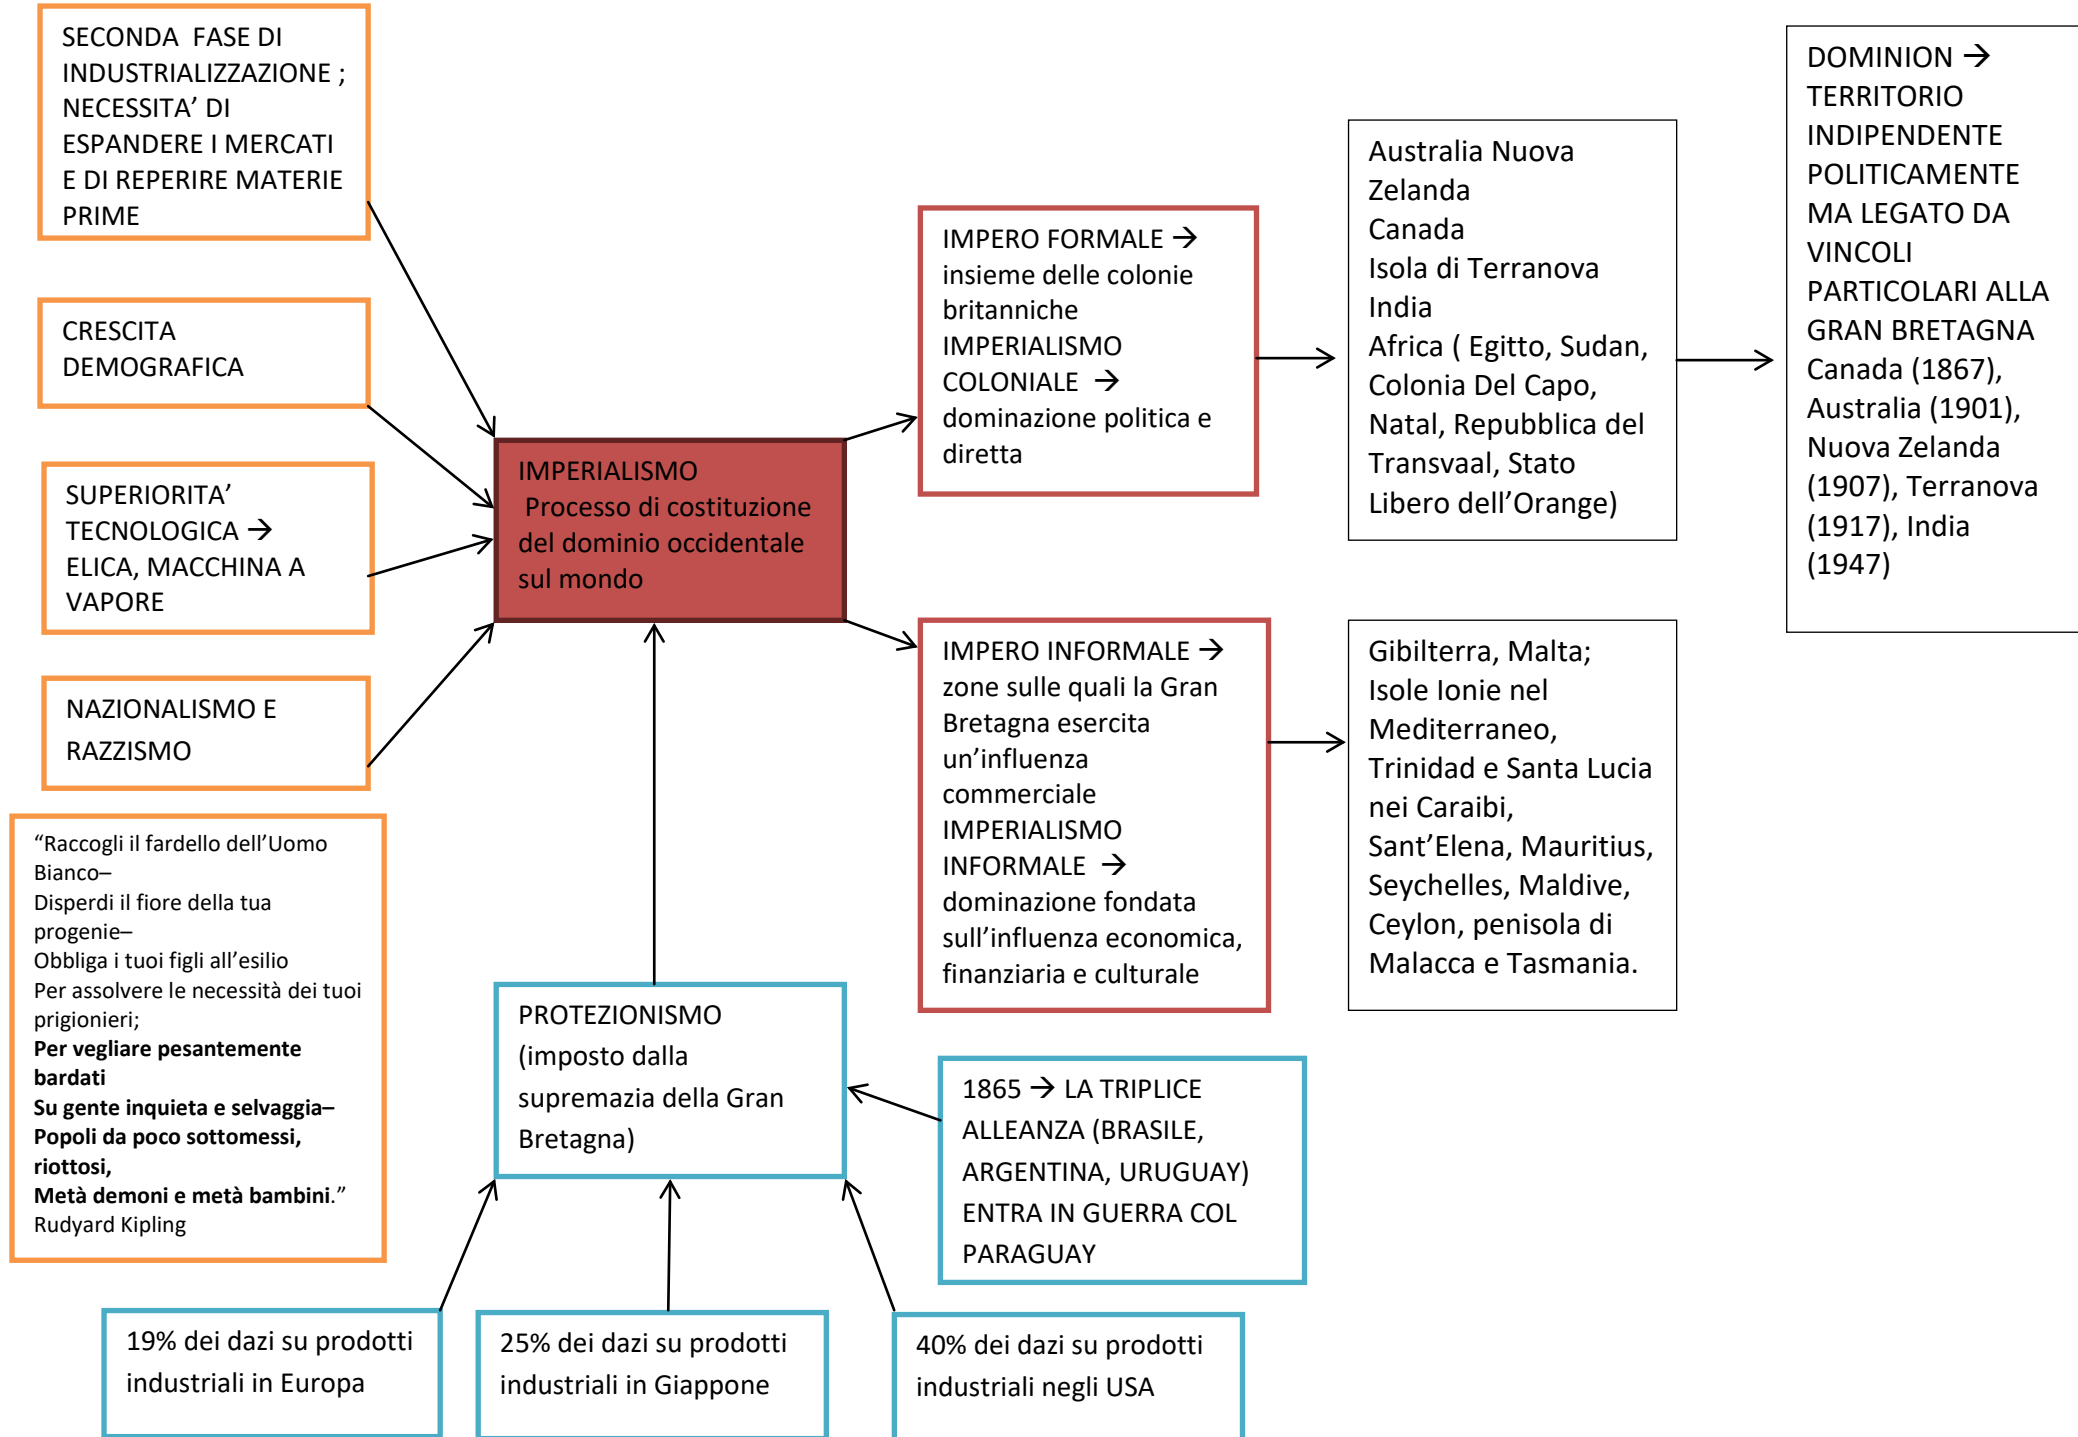 SECONDA  FASE DI
INDUSTRIALIZZAZIONE ;
NECESSITA’ DI
ESPANDERE I MERCATI
E DI REPERIRE MATERIE
PRIME
CRESCITA
DEMOGRAFICA
SUPERIORITA’
TECNOLOGICA →
ELICA, MACCHINA A
VAPORE
NAZIONALISMO E
RAZZISMO
“Raccogli il fardello dell’Uomo
Bianco–
Disperdi il fiore della tua
progenie–
Obbliga i tuoi figli all’esilio
Per assolvere le necessità dei tuoi
prigionieri;
Per vegliare pesantemente
bardati
Su gente inquieta e selvaggia–
Popoli da poco sottomessi,
riottosi,
Metà demoni e metà bambini.”
Rudyard Kipling
IMPERIALISMO
Processo di costituzione
del dominio occidentale
sul mondo
IMPERO FORMALE →
insieme delle colonie
britanniche
IMPERIALISMO
COLONIALE  →
dominazione politica e
diretta
Australia Nuova
Zelanda
Canada
Isola di Terranova
India
Africa ( Egitto, Sudan,
Colonia Del Capo,
Natal, Repubblica del
Transvaal, Stato
Libero dell’Orange)
DOMINION →
TERRITORIO
INDIPENDENTE
POLITICAMENTE
MA LEGATO DA
VINCOLI
PARTICOLARI ALLA
GRAN BRETAGNA
Canada (1867),
Australia (1901),
Nuova Zelanda
(1907), Terranova
(1917), India
(1947)
IMPERO INFORMALE →
zone sulle quali la Gran
Bretagna esercita
un’influenza
commerciale
IMPERIALISMO
INFORMALE  →
dominazione fondata
sull’influenza economica,
finanziaria e culturale
Gibilterra, Malta;
Isole Ionie nel
Mediterraneo,
Trinidad e Santa Lucia
nei Caraibi,
Sant’Elena, Mauritius,
Seychelles, Maldive,
Ceylon, penisola di
Malacca e Tasmania.
PROTEZIONISMO
(imposto dalla
supremazia della Gran
Bretagna)
1865 → LA TRIPLICE
ALLEANZA (BRASILE,
ARGENTINA, URUGUAY)
ENTRA IN GUERRA COL
PARAGUAY
19% dei dazi su prodotti
industriali in Europa
25% dei dazi su prodotti
industriali in Giappone
40% dei dazi su prodotti
industriali negli USA